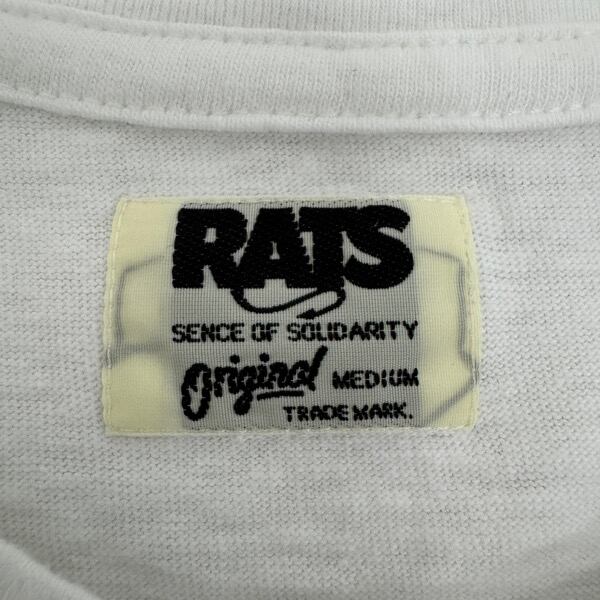 RATS
SENCE OF SOLIDARITY
Original MEDIUM
TRADE MARK.